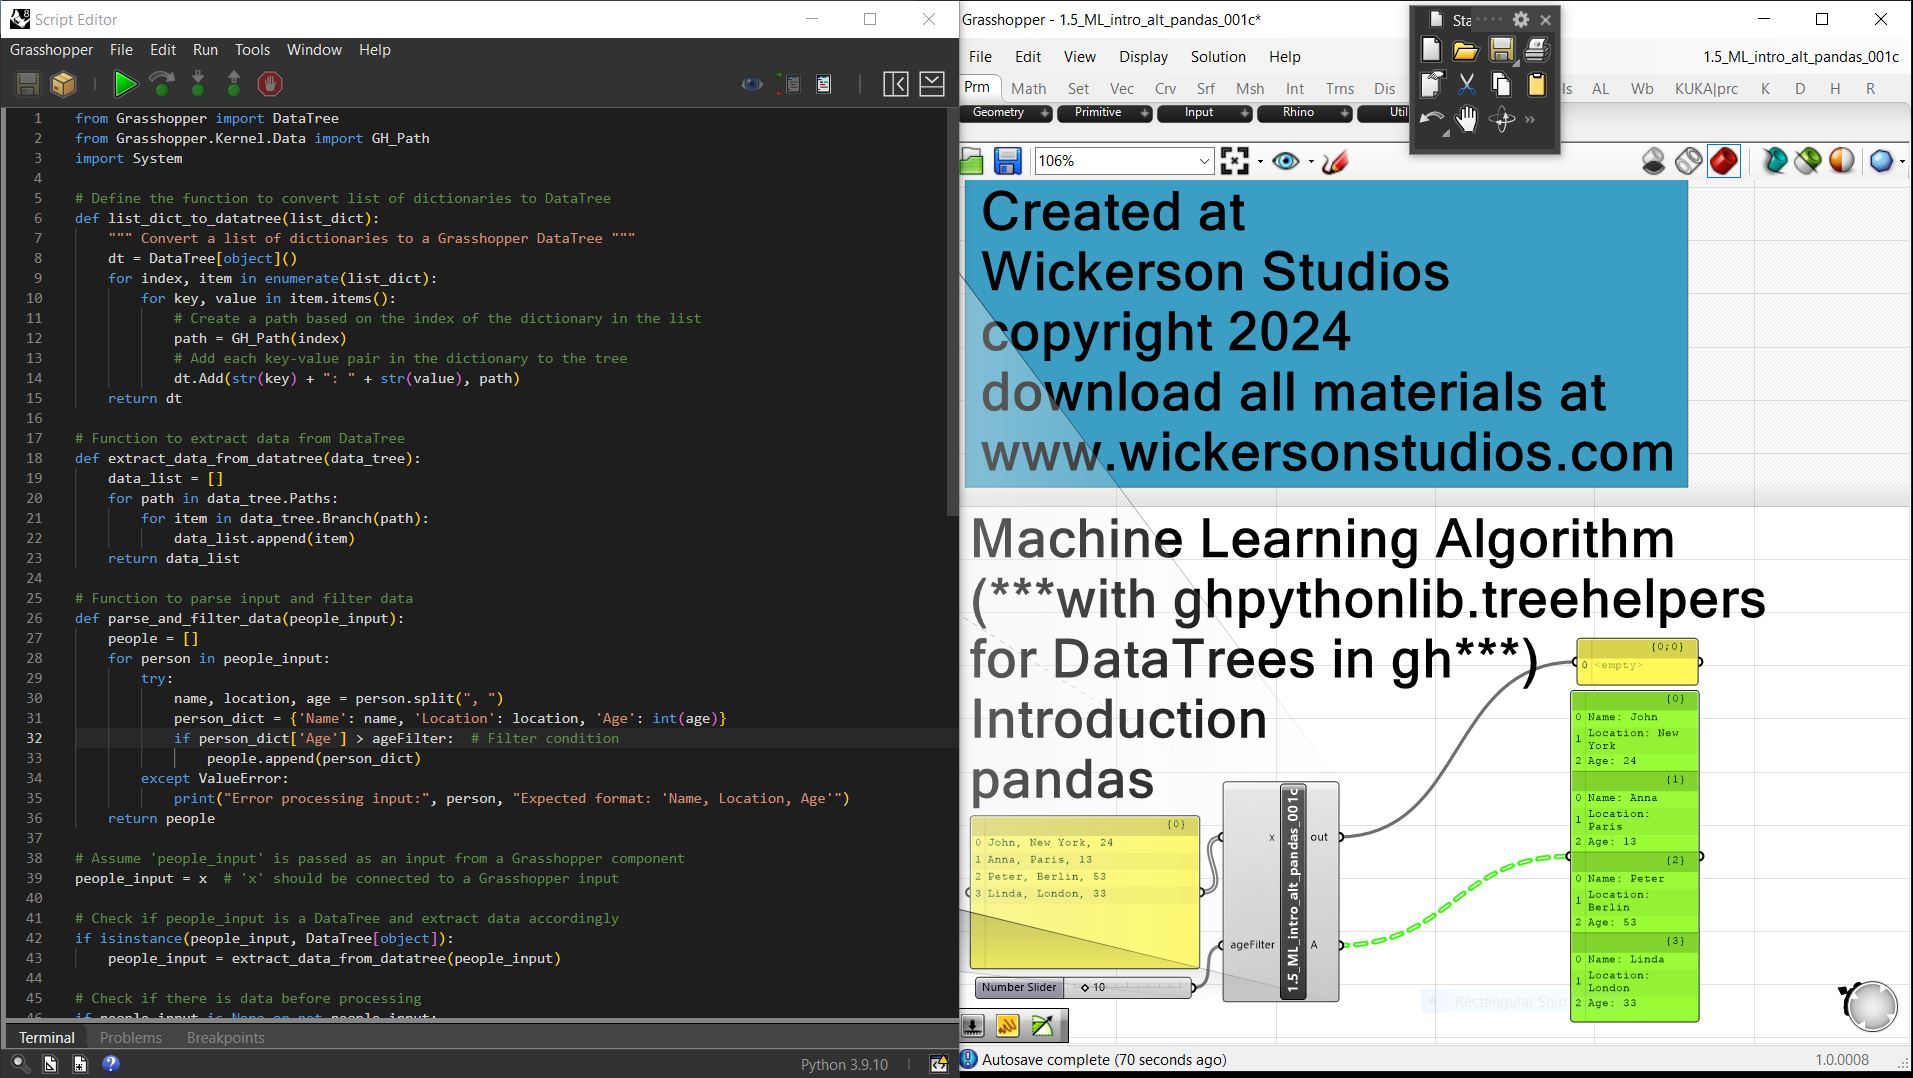 Script Editor
Grasshopper File Edit Run Tools Window Help
1 from Grasshopper import DataTree
2 from Grasshopper.Kernel.Data import GH_Path
3 import System
4
5 # Define the function to convert list of dictionaries to DataTree
6 def list_dict_to_datatree(list_dict):
7 """ Convert a list of dictionaries to a Grasshopper DataTree """
8 dt = DataTree[object]()
9 for index, item in enumerate(list_dict):
10 for key, value in item.items():
11 # Create a path based on the index of the dictionary in the list
12 path = GH_Path(index)
13 # Add each key-value pair in the dictionary to the tree
14 dt.Add(str(key) + ": " + str(value), path)
15 return dt
16
17 # Function to extract data from DataTree
18 def extract_data_from_datatree(data_tree):
19 data_list = []
20 for path in data_tree.Paths:
21 for item in data_tree.Branch(path):
22 data_list.append(item)
23 return data_list
24
25 # Function to parse input and filter data
26 def parse_and_filter_data(people_input):
27 people = []
28 for person in people_input:
29 try:
30 name, location, age = person.split(", ")
31 person_dict = {'Name': name, 'Location': location, 'Age': int(age)}
32 if person_dict['Age'] > ageFilter: # Filter condition
33 people.append(person_dict)
34 except ValueError:
35 print("Error processing input:", person, "Expected format: 'Name, Location, Age'")
36 return people
37
38 # Assume 'people_input' is passed as an input from a Grasshopper component
39 people_input = x # 'x' should be connected to a Grasshopper input
40
41 # Check if people_input is a DataTree and extract data accordingly
42 if isinstance(people_input, DataTree[object]):
43 people_input = extract_data_from_datatree(people_input)
44
45 # Check if there is data before processing
46 if people_input is None or not people_input:
Terminal Problems Breakpoints
Python 3.9.10
Grasshopper - 1.5_ML_intro_alt_pandas_001c*
File Edit View Display Solution Help
1.5_ML_intro_alt_pandas_001c
Prm Math Set Vec Crv Srf Msh Int Trns Dis
ls AL Wb KUKA|prc K D H R
Geometry Primitive Input Rhino Util
Sta
106%
Created at
Wickerson Studios
copyright 2024
download all materials at
www.wickersonstudios.com
Machine Learning Algorithm
(***with ghpythonlib.treehelpers
for DataTrees in gh***)
Introduction
pandas
{0}
0 John, New York, 24
1 Anna, Paris, 13
2 Peter, Berlin, 53
3 Linda, London, 33
Number Slider 10
x
ageFilter
1.5_ML_intro_alt_pandas_001c
out
A
{0;0}
0 <empty>
{0}
0 Name: John
1 Location: New
York
2 Age: 24
{1}
0 Name: Anna
1 Location:
Paris
2 Age: 13
{2}
0 Name: Peter
1 Location:
Berlin
2 Age: 53
{3}
0 Name: Linda
1 Location:
London
2 Age: 33
Rectangular Snip
Autosave complete (70 seconds ago)
1.0.0008